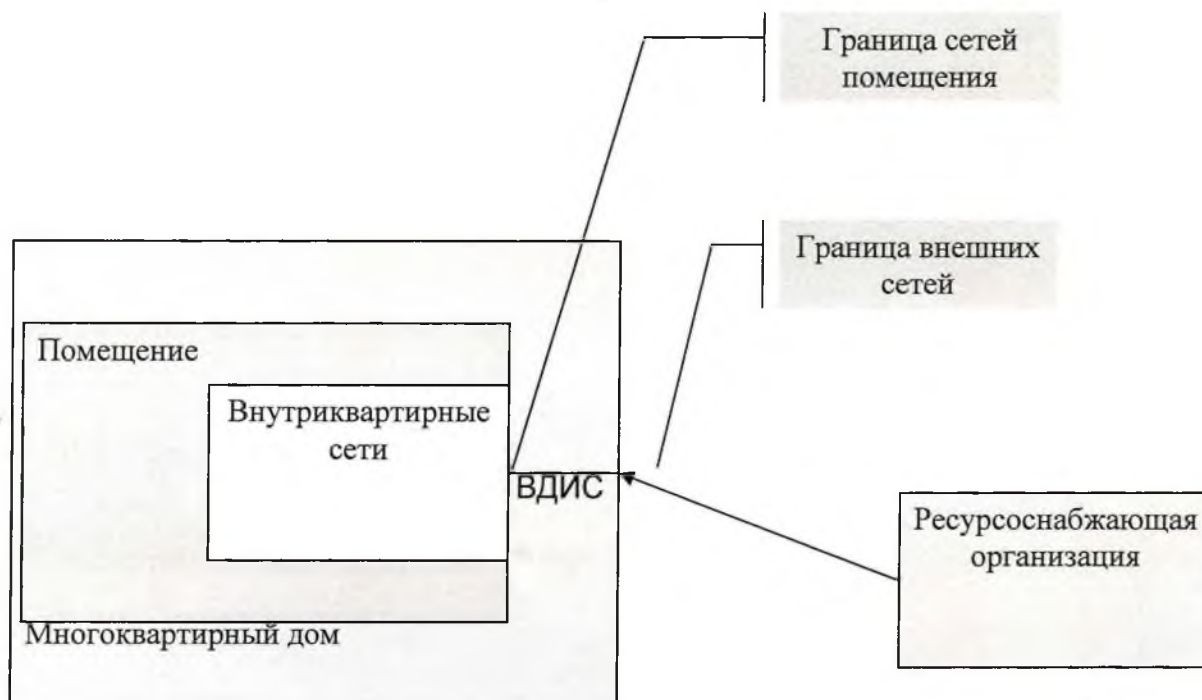 Граница сетей
помещения
Граница внешних
сетей
Помещение
Внутриквартирные
сети
ВДИС
Ресурсоснабжающая
организация
Многоквартирный дом